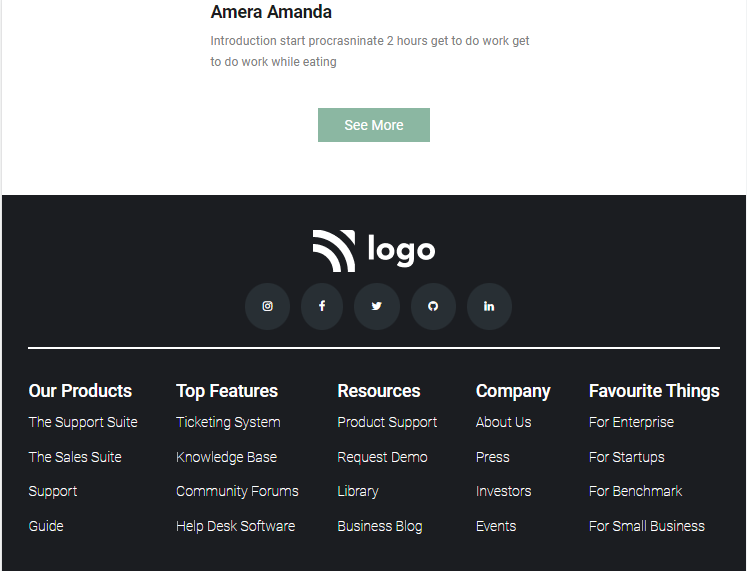 Amera Amanda
Introduction start procrasninate 2 hours get to do work get
to do work while eating
See More
logo
Our Products
The Support Suite
The Sales Suite
Support
Guide
Top Features
Ticketing System
Knowledge Base
Community Forums
Help Desk Software
Resources
Product Support
Request Demo
Library
Business Blog
Company
About Us
Press
Investors
Events
Favourite Things
For Enterprise
For Startups
For Benchmark
For Small Business